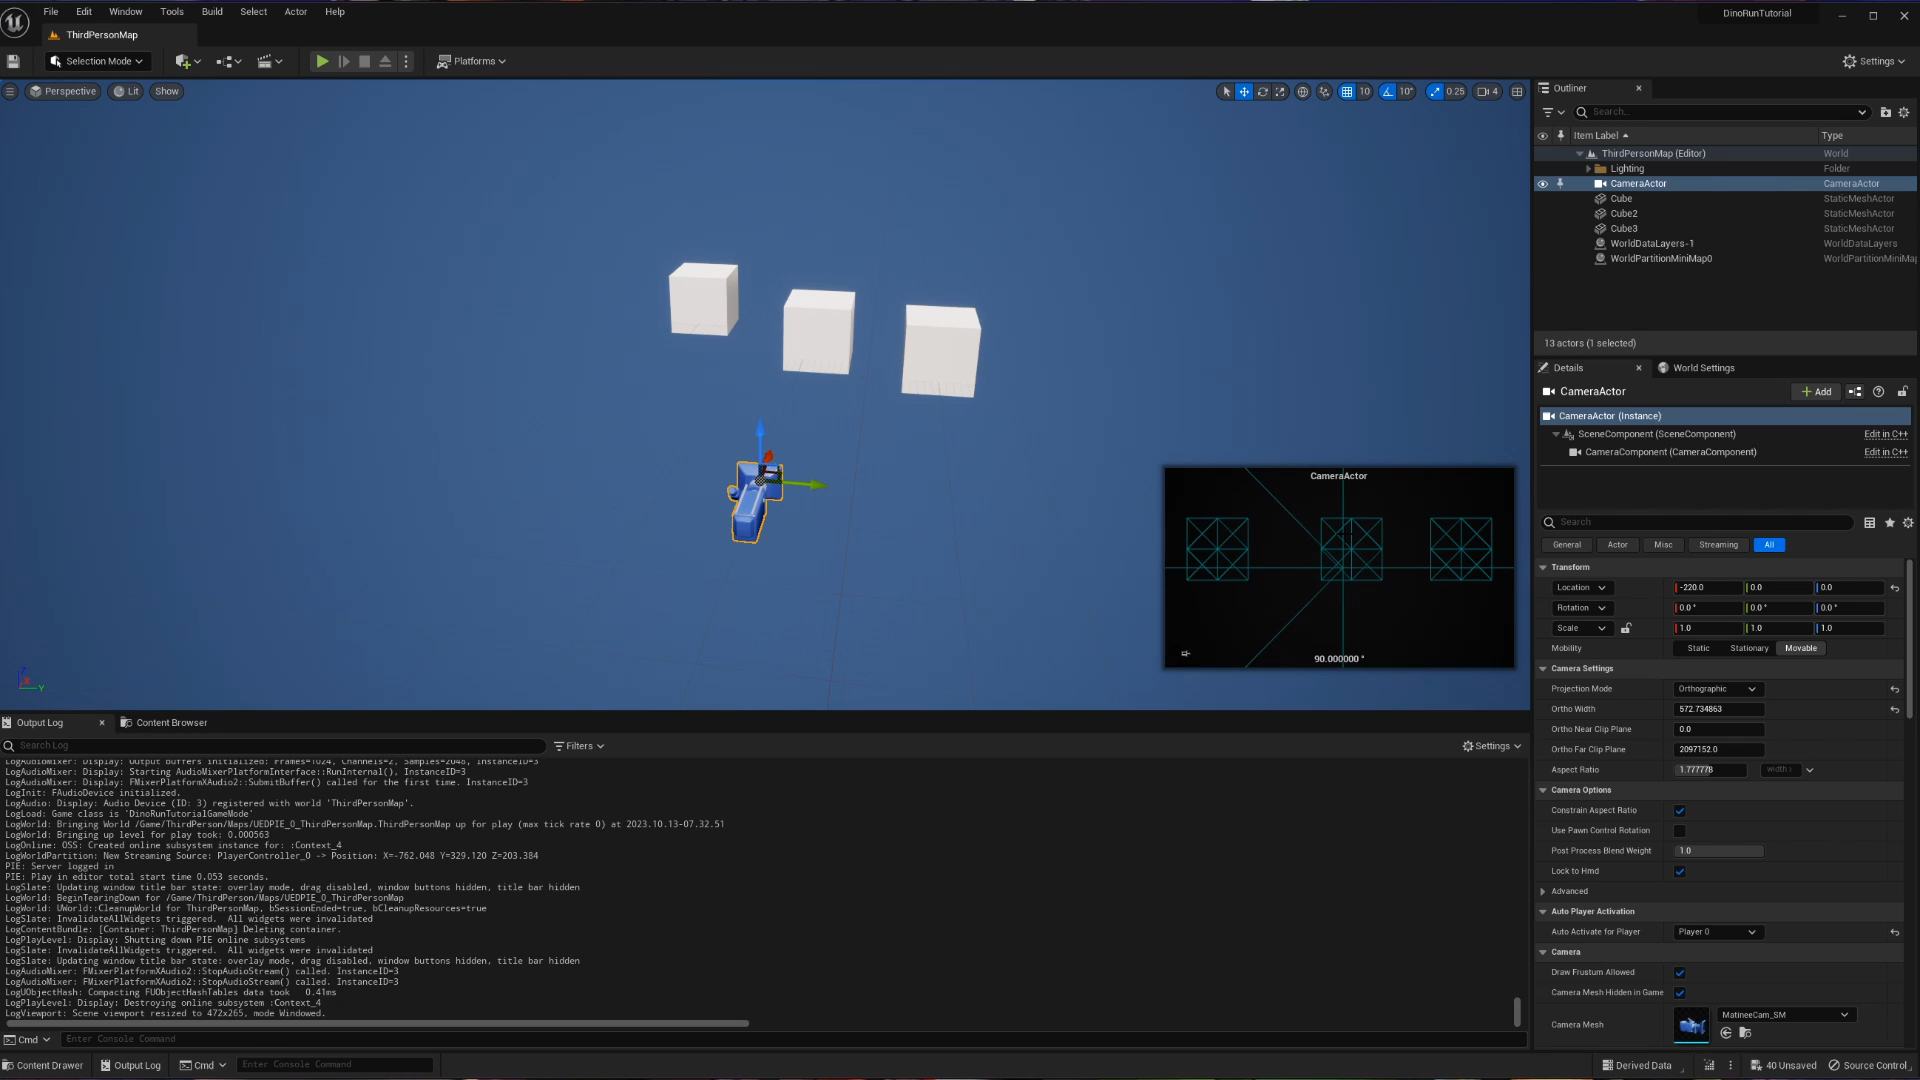 File Edit Window Tools Build Select Actor Help
DinoRunTutorial
ThirdPersonMap
Selection Mode
Platforms
Settings
Perspective
Lit
Show
10
10°
0.25
4
Outliner
Search...
Item Label
Type
ThirdPersonMap (Editor)
World
Lighting
Folder
CameraActor
CameraActor
Cube
StaticMeshActor
Cube2
StaticMeshActor
Cube3
StaticMeshActor
WorldDataLayers-1
WorldDataLayers
WorldPartitionMiniMap0
WorldPartitionMiniMap
13 actors (1 selected)
CameraActor
90.000000 °
Z
X
Y
Details
World Settings
CameraActor
Add
CameraActor (Instance)
SceneComponent (SceneComponent)
Edit in C++
CameraComponent (CameraComponent)
Edit in C++
Search
General
Actor
Misc
Streaming
All
Transform
Location
-220.0
0.0
0.0
Rotation
0.0 °
0.0 °
0.0 °
Scale
1.0
1.0
1.0
Mobility
Static
Stationary
Movable
Camera Settings
Projection Mode
Orthographic
Ortho Width
572.734863
Ortho Near Clip Plane
0.0
Ortho Far Clip Plane
2097152.0
Aspect Ratio
1.777778
Camera Options
Constrain Aspect Ratio
Use Pawn Control Rotation
Post Process Blend Weight
1.0
Lock to Hmd
Advanced
Auto Player Activation
Auto Activate for Player
Player 0
Camera
Draw Frustum Allowed
Camera Mesh Hidden in Game
Camera Mesh
MatineeCam_SM
Output Log
Content Browser
Search Log
Filters
Settings
LogAudioMixer: Display: Output buffers initialized: Frames=1024, Channels=2, Samples=2048, InstanceID=3
LogAudioMixer: Display: Starting AudioMixerPlatformInterface::RunInternal(), InstanceID=3
LogAudioMixer: Display: FMixerPlatformXAudio2::SubmitBuffer() called for the first time. InstanceID=3
LogInit: FAudioDevice initialized.
LogAudio: Display: Audio Device (ID: 3) registered with world 'ThirdPersonMap'.
LogLoad: Game class is 'DinoRunTutorialGameMode'
LogWorld: Bringing World /Game/ThirdPerson/Maps/UEDPIE_0_ThirdPersonMap.ThirdPersonMap up for play (max tick rate 0) at 2023.10.13-07.32.51
LogWorld: Bringing up level for play took: 0.000563
LogOnline: OSS: Created online subsystem instance for: :Context_4
LogWorldPartition: New Streaming Source: PlayerController_0 -> Position: X=-762.048 Y=329.120 Z=203.384
PIE: Server logged in
PIE: Play in editor total start time 0.053 seconds.
LogSlate: Updating window title bar state: overlay mode, drag disabled, window buttons hidden, title bar hidden
LogWorld: BeginTearingDown for /Game/ThirdPerson/Maps/UEDPIE_0_ThirdPersonMap
LogWorld: UWorld::CleanupWorld for ThirdPersonMap, bSessionEnded=true, bCleanupResources=true
LogSlate: InvalidateAllWidgets triggered.  All widgets were invalidated
LogContentBundle: [Container: ThirdPersonMap] Deleting container.
LogPlayLevel: Display: Shutting down PIE online subsystems
LogSlate: InvalidateAllWidgets triggered.  All widgets were invalidated
LogSlate: Updating window title bar state: overlay mode, drag disabled, window buttons hidden, title bar hidden
LogAudioMixer: FMixerPlatformXAudio2::StopAudioStream() called. InstanceID=3
LogAudioMixer: FMixerPlatformXAudio2::StopAudioStream() called. InstanceID=3
LogUObjectHash: Compacting FUObjectHashTables data took   0.41ms
LogPlayLevel: Display: Destroying online subsystem :Context_4
LogViewport: Scene viewport resized to 472x265, mode Windowed.
Cmd
Enter Console Command
Content Drawer
Output Log
Cmd
Enter Console Command
Derived Data
40 Unsaved
Source Control